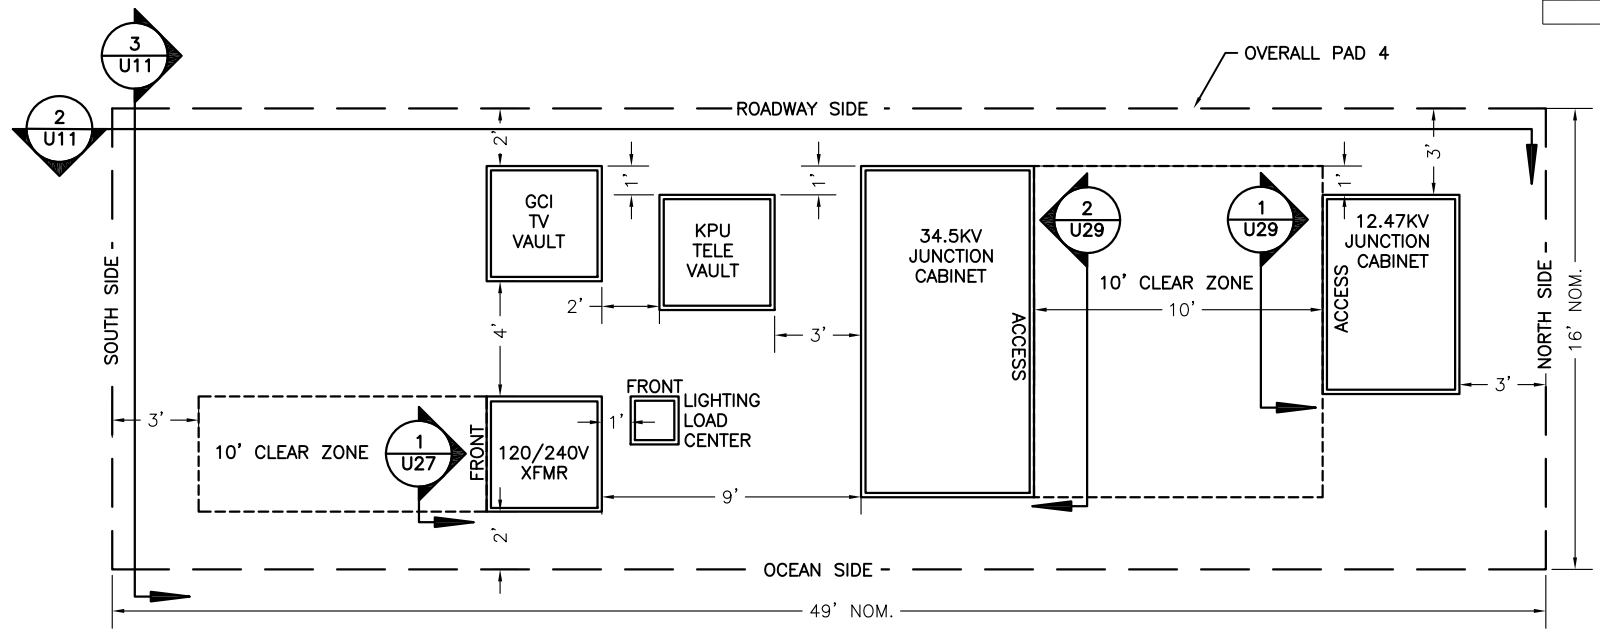 3
U11
OVERALL PAD 4
2
U11
ROADWAY SIDE
2'
3'
1'
1'
1'
GCI
TV
VAULT
KPU
TELE
VAULT
34.5KV
JUNCTION
CABINET
2
U29
1
U29
12.47KV
JUNCTION
CABINET
10' CLEAR ZONE
ACCESS
ACCESS
SOUTH SIDE
NORTH SIDE
16' NOM.
2'
10'
4'
3'
FRONT
LIGHTING
LOAD
CENTER
3'
3'
1'
10' CLEAR ZONE
1
U27
FRONT
120/240V
XFMR
9'
2'
OCEAN SIDE
49' NOM.